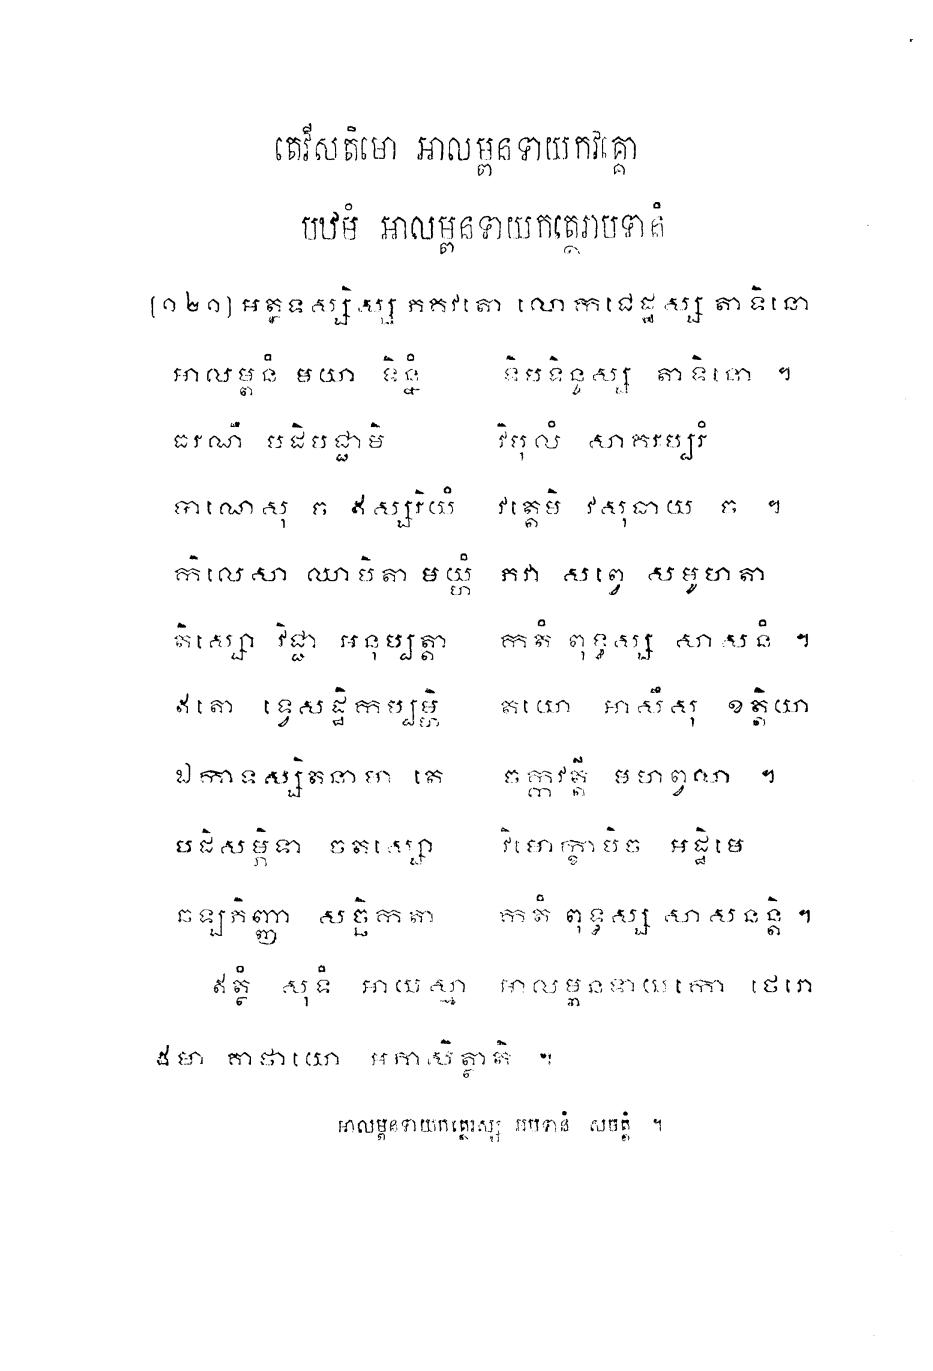 តេវីសតិមោ អាលម្ពនទាយកវគ្គោ
បឋមំ អាលម្ពនទាយកត្ថេរាបទានំ
[១២១] អត្ថទស្សិស្ស ភគវតោ លោកជេដ្ឋស្ស តាទិនោ
អាលម្ពនំ មយា ទិន្នំ ទិបទិន្ទស្ស តាទិនោ ។
ធរណឹ បដិបជ្ជាមិ វិបុលំ សាគរប្បរំ
បាណេសុ ច ឥស្សរិយំ វត្តេមិ វសុធាយ ច ។
កិលេសា ឈាបិតា មយ្ហំ ភវា សព្វេ សមូហតា
តិស្សោ វិជ្ជា អនុប្បត្តា កតំ ពុទ្ធស្ស សាសនំ ។
ឥតោ ទ្វេសដ្ឋិកប្បម្ហិ តយោ អាសឹសុ ខត្តិយា
ឯកាបស្សិតនាមា តេ ចក្កវត្តី មហព្វលា ។
បដិសម្ភិទា ចតស្សោ វិមោក្ខាបិច អដ្ឋិមេ
ឆឡភិញ្ញា សច្ឆិកតា កតំ ពុទ្ធស្ស សាសនន្តិ ។
ឥត្ថំ សុទំ អាយស្មា អាលម្ពនទាយកោ ថេរោ
ឥមា គាថាយោ អភាសិត្ថាតិ ។
អាលម្ពនទាយកត្ថេរស្ស អបទានំ សមត្តំ ។